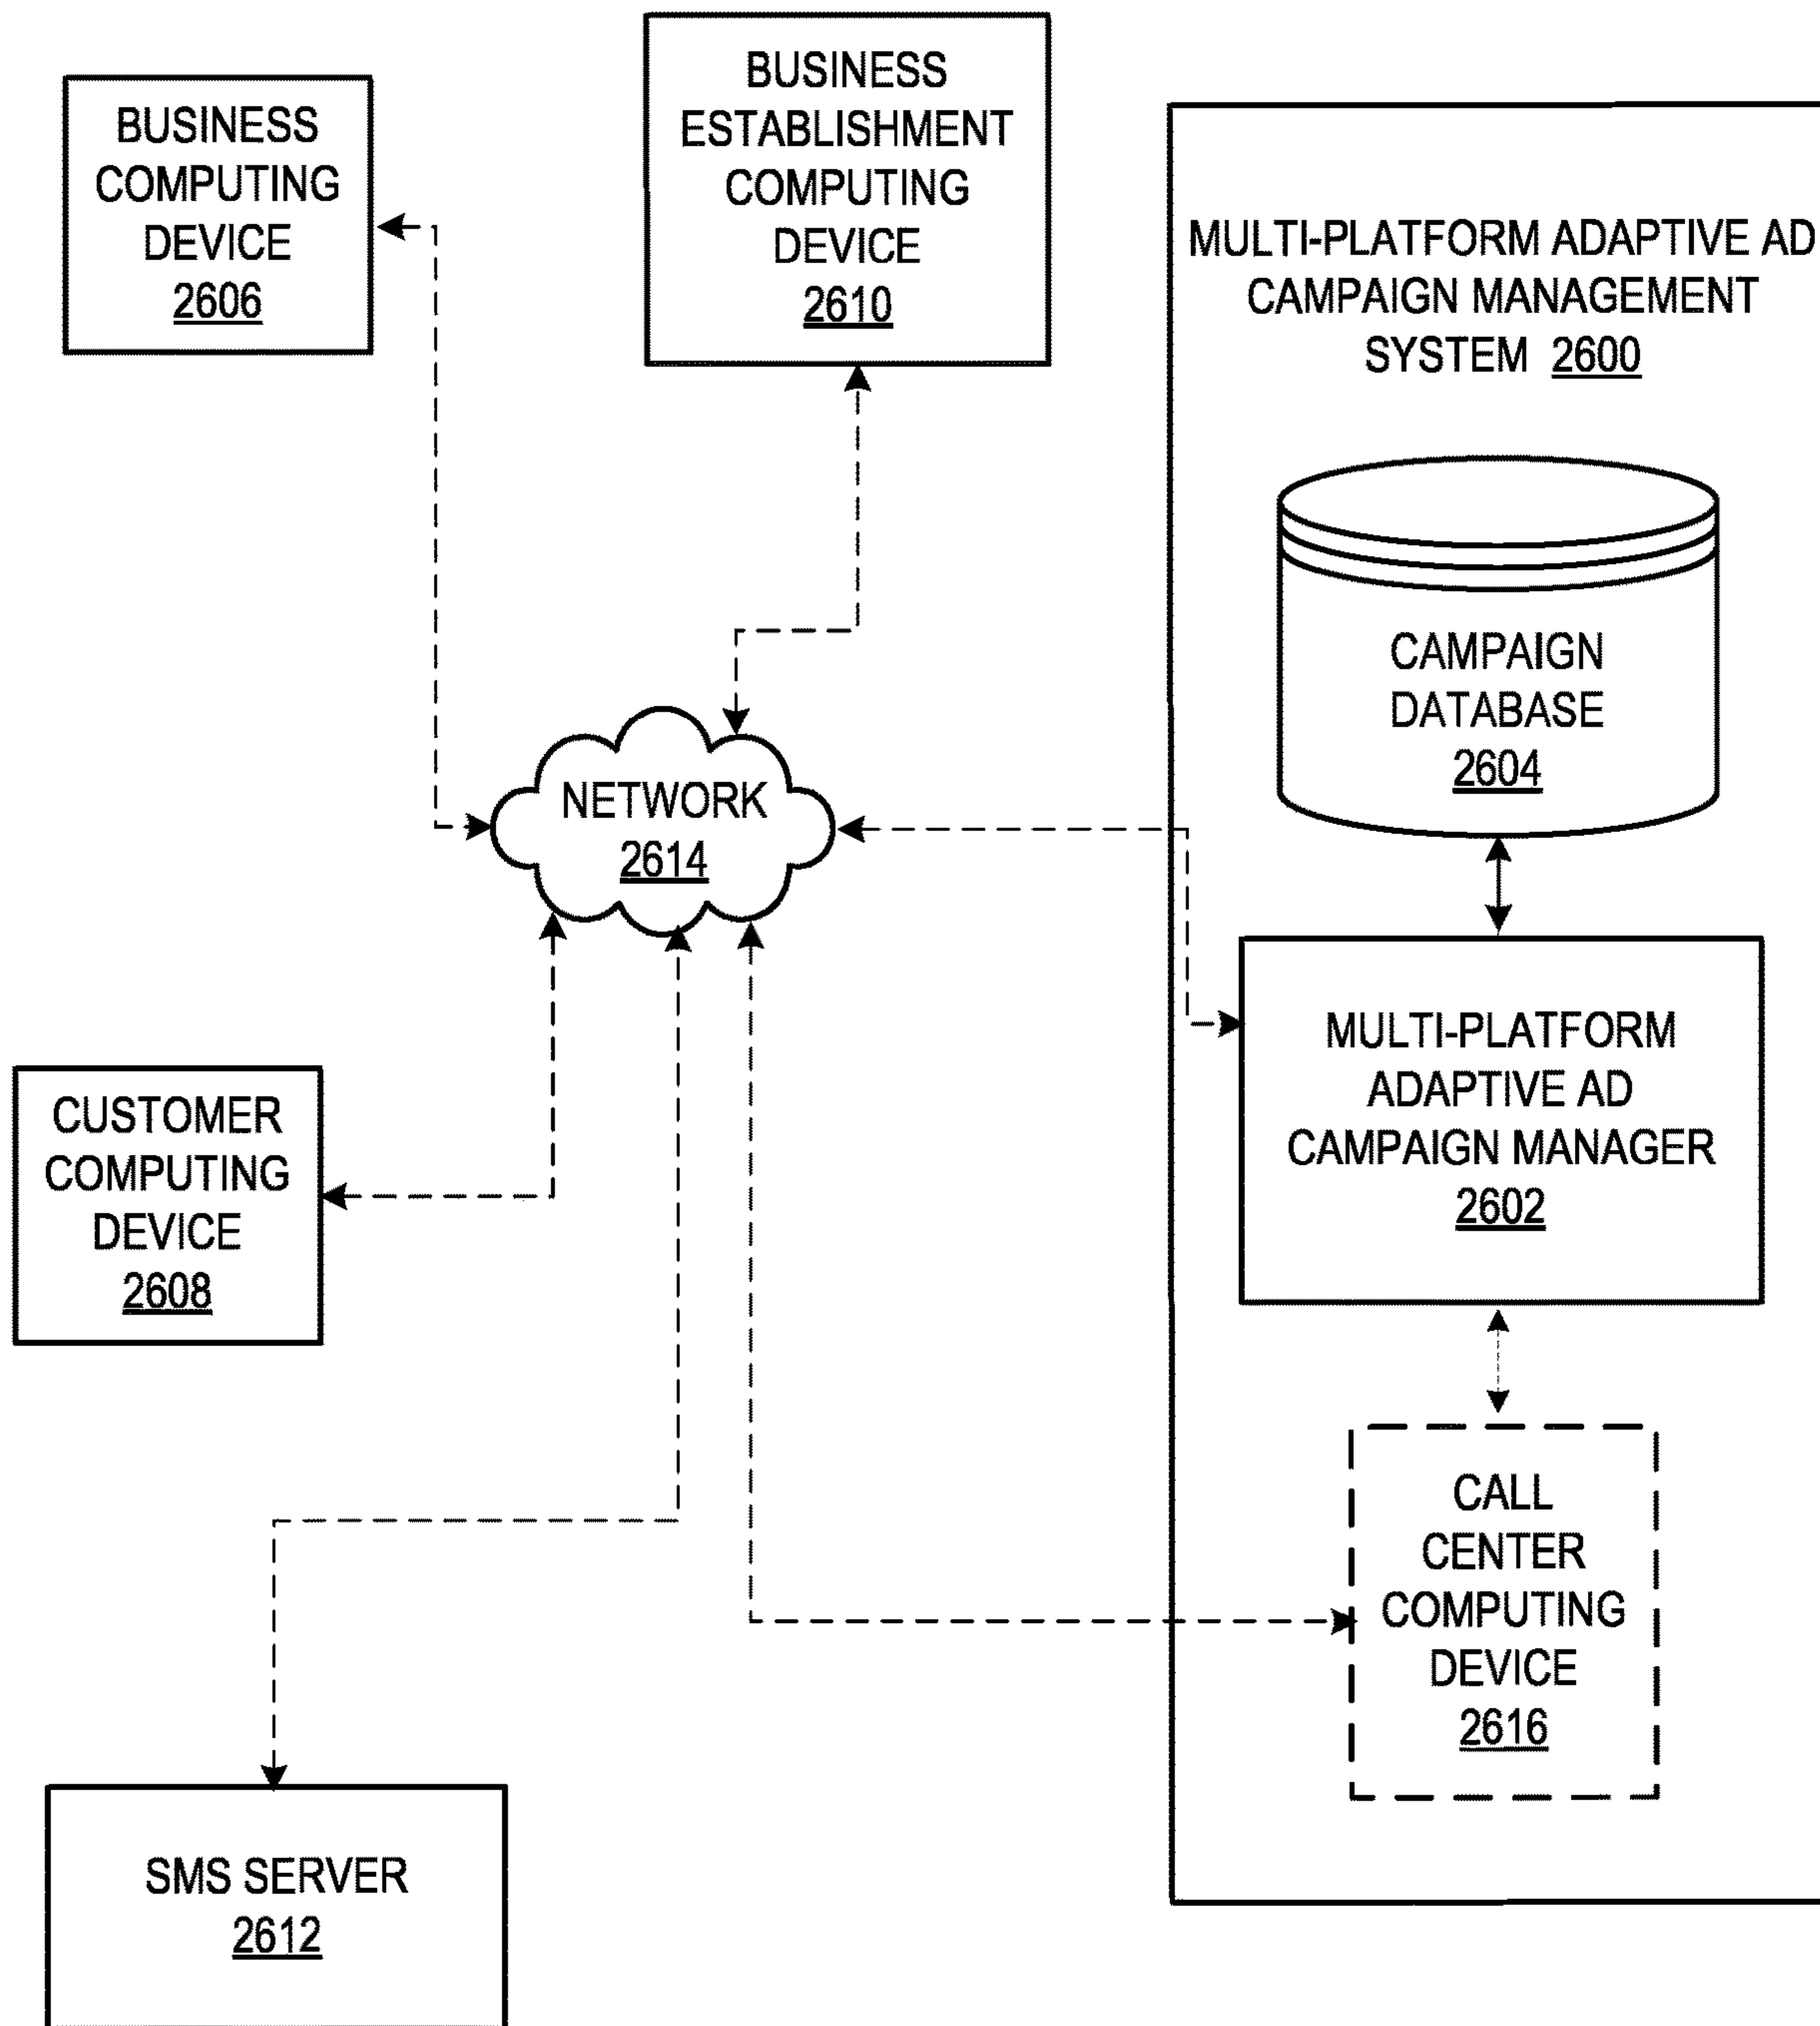 BUSINESS
COMPUTING
DEVICE
2606
BUSINESS
ESTABLISHMENT
COMPUTING
DEVICE
2610
MULTI-PLATFORM ADAPTIVE AD
CAMPAIGN MANAGEMENT
SYSTEM 2600
CAMPAIGN
DATABASE
2604
NETWORK
2614
MULTI-PLATFORM
ADAPTIVE AD
CAMPAIGN MANAGER
2602
CUSTOMER
COMPUTING
DEVICE
2608
CALL
CENTER
COMPUTING
DEVICE
2616
SMS SERVER
2612